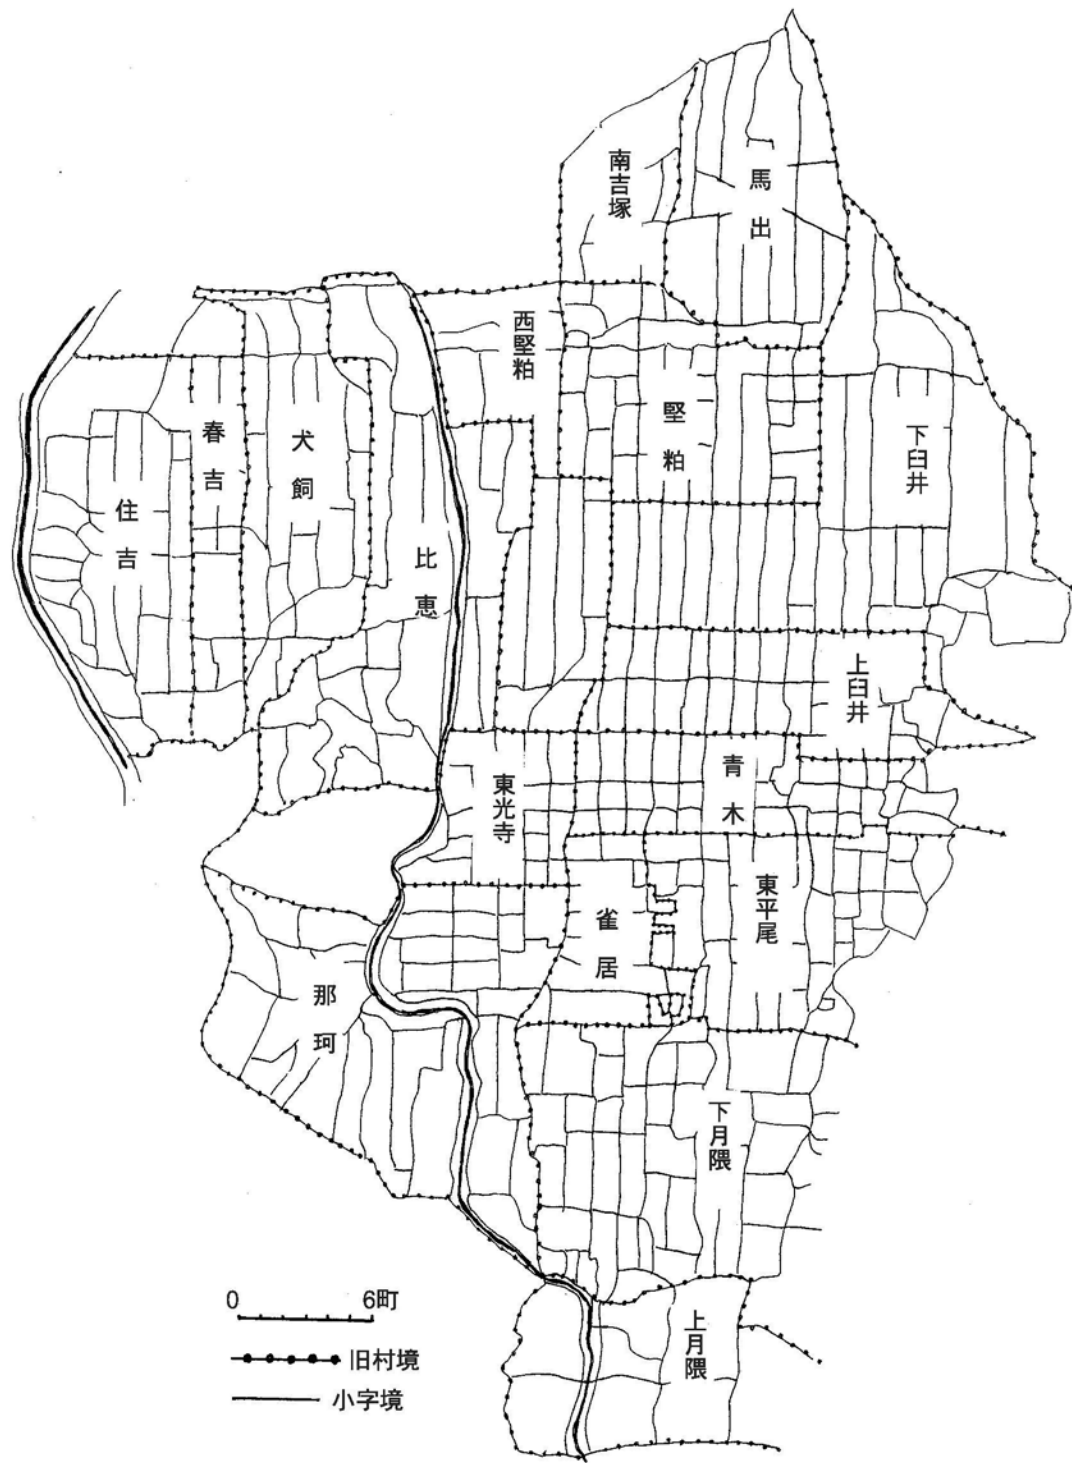 馬出
南吉塚
西堅粕
堅粕
下臼井
春吉
犬飼
住吉
比恵
上臼井
青木
東光寺
東平尾
雀居
那珂
下月隈
上月隈
0 6町
旧村境
小字境